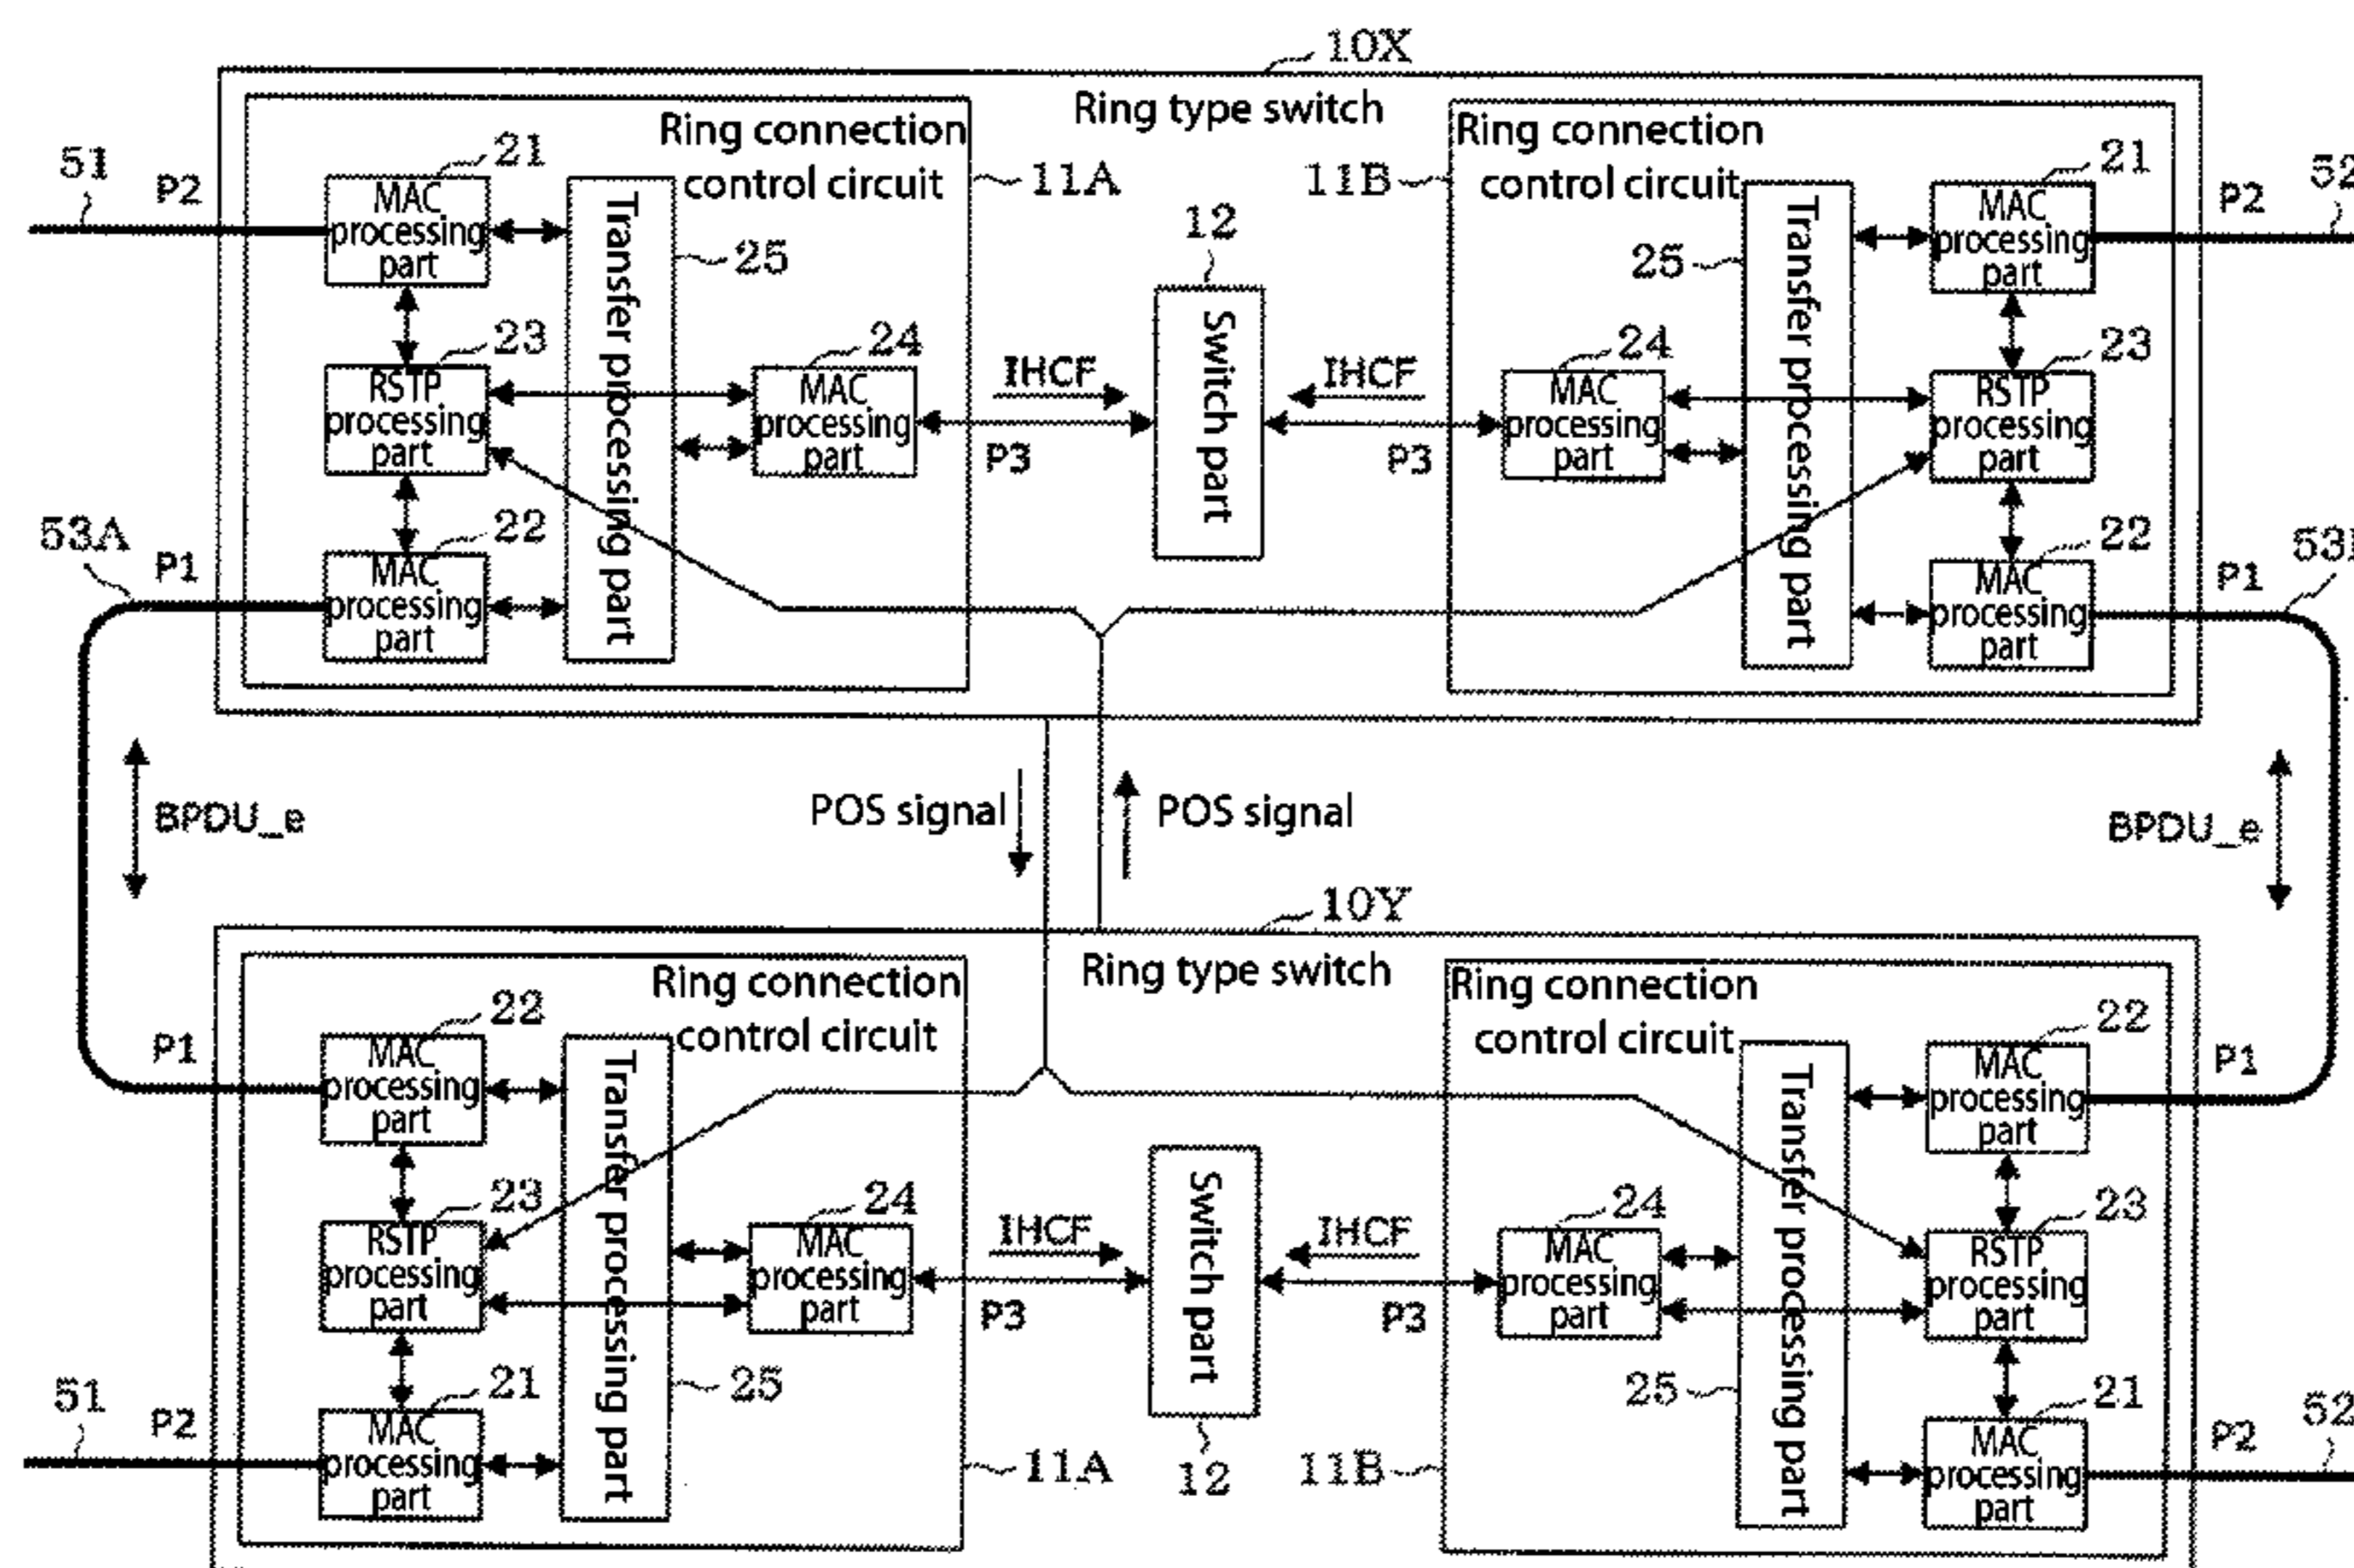 10X
Ring type switch
Ring connection
control circuit
11A
51
P2
21
MAC
processing
part
25
Transfer processing part
23
RSTP
processing
part
24
MAC
processing
part
IHCF
P3
53A
P1
22
MAC
processing
part
12
Switch part
Ring connection
control circuit
11B
IHCF
P3
24
MAC
processing
part
25
Transfer processing part
21
MAC
processing
part
P2
52
23
RSTP
processing
part
22
MAC
processing
part
P1
BPDU_e
POS signal
POS signal
BPDU_e
10Y
Ring type switch
Ring connection
control circuit
P1
22
MAC
processing
part
Transfer processing part
23
RSTP
processing
part
24
MAC
processing
part
IHCF
P3
51
P2
21
MAC
processing
part
25
11A
Switch part
12
Ring connection
control circuit
IHCF
P3
24
MAC
processing
part
Transfer processing part
25
11B
22
MAC
processing
part
P1
23
RSTP
processing
part
21
MAC
processing
part
P2
52